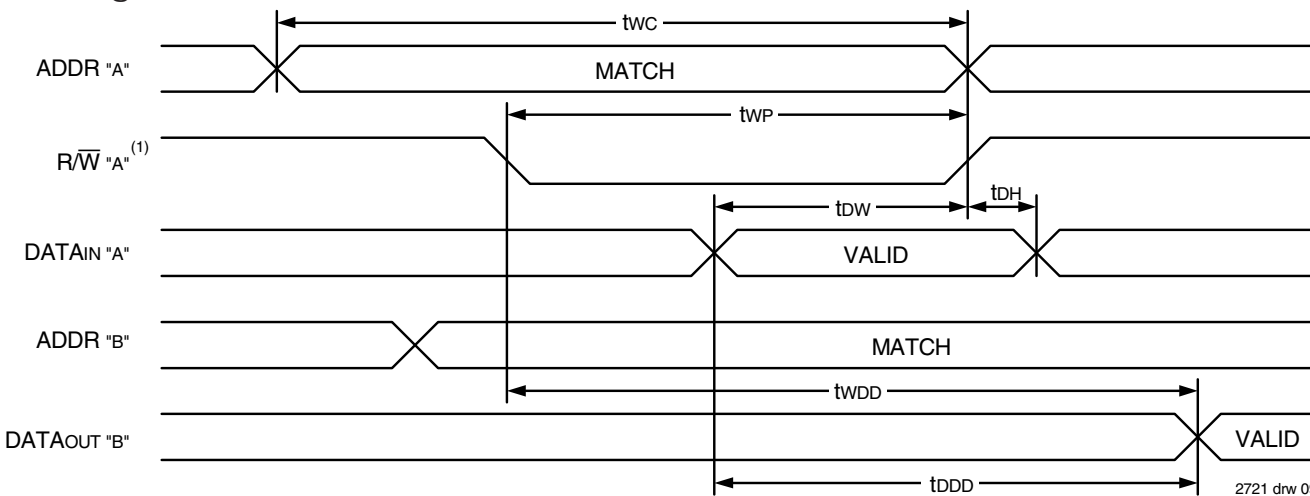 tWC
ADDR "A"
MATCH
tWP
R/W̅ "A" (1)
tDW
tDH
DATAIN "A"
VALID
ADDR "B"
MATCH
tWDD
DATAOUT "B"
VALID
tDDD
2721 drw